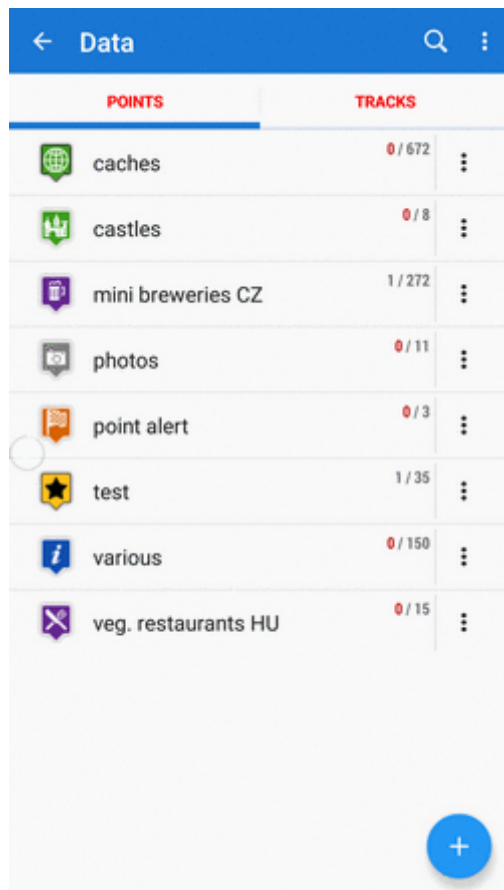 Data
POINTS TRACKS
caches 0 / 672
castles 0 / 8
mini breweries CZ 1 / 272
photos 0 / 11
point alert 0 / 3
test 1 / 35
i various 0 / 150
veg. restaurants HU 0 / 15